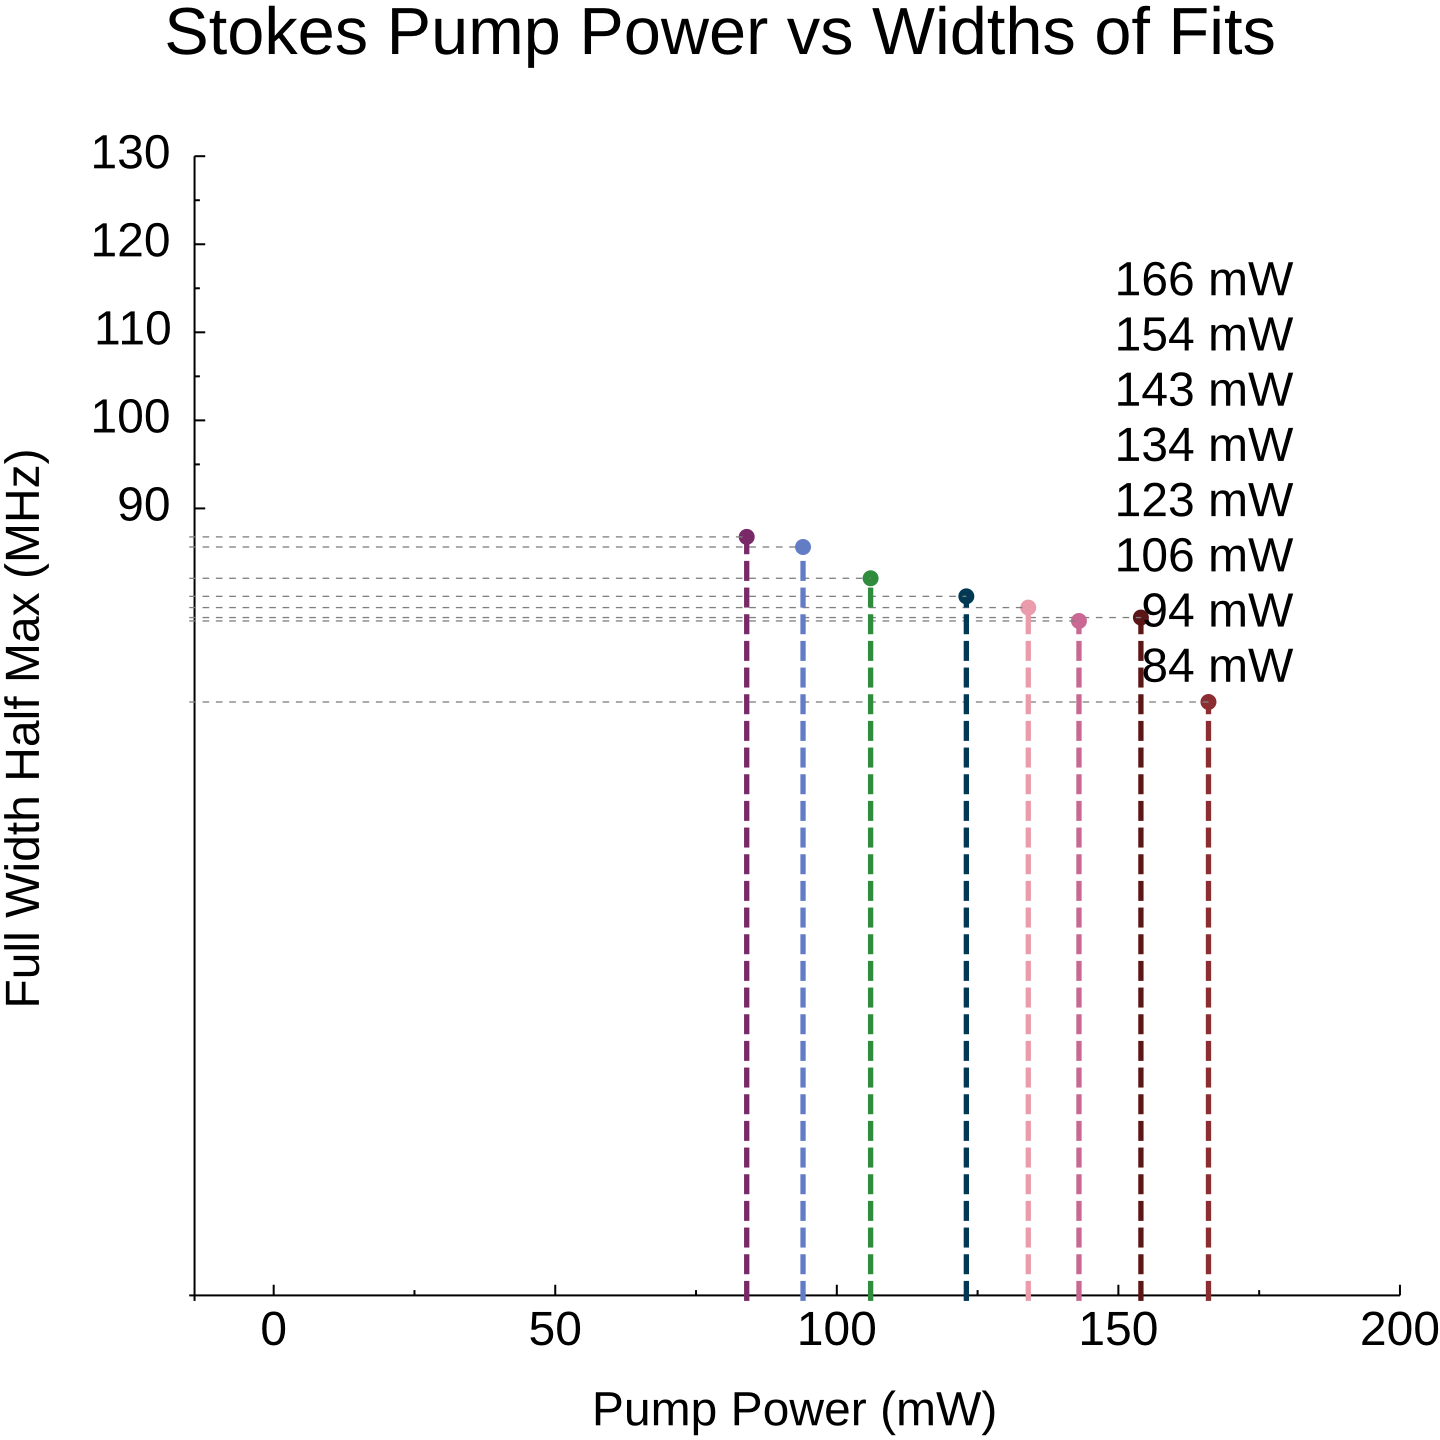 Stokes Pump Power vs Widths of Fits
130
120
110
100
90
Full Width Half Max (MHz)
166 mW
154 mW
143 mW
134 mW
123 mW
106 mW
94 mW
84 mW
0 50 100 150 200
Pump Power (mW)